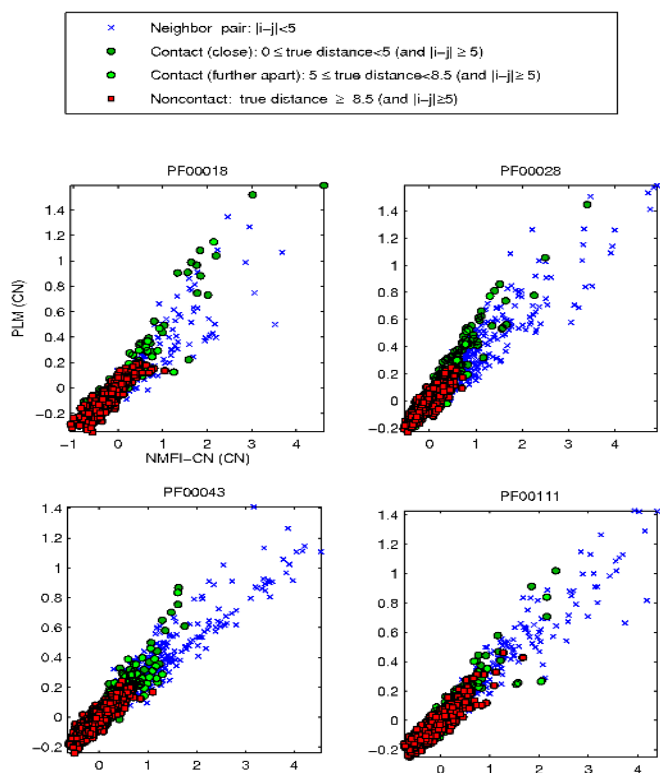 Neighbor pair: |i-j|<5
Contact (close): 0 ≤ true distance<5 (and |i-j| ≥ 5)
Contact (further apart): 5 ≤ true distance<8.5 (and |i-j|≥ 5)
Noncontact: true distance ≥ 8.5 (and |i-j|≥5)
PF00018
PLM (CN)
1.4
1.2
1
0.8
0.6
0.4
0.2
0
−0.2
−1 0 1 2 3 4
NMFI-CN (CN)
PF00028
1.4
1.2
1
0.8
0.6
0.4
0.2
0
−0.2
0 1 2 3 4
PF00043
1.4
1.2
1
0.8
0.6
0.4
0.2
0
−0.2
0 1 2 3 4
PF00111
1.4
1.2
1
0.8
0.6
0.4
0.2
0
−0.2
0 1 2 3 4